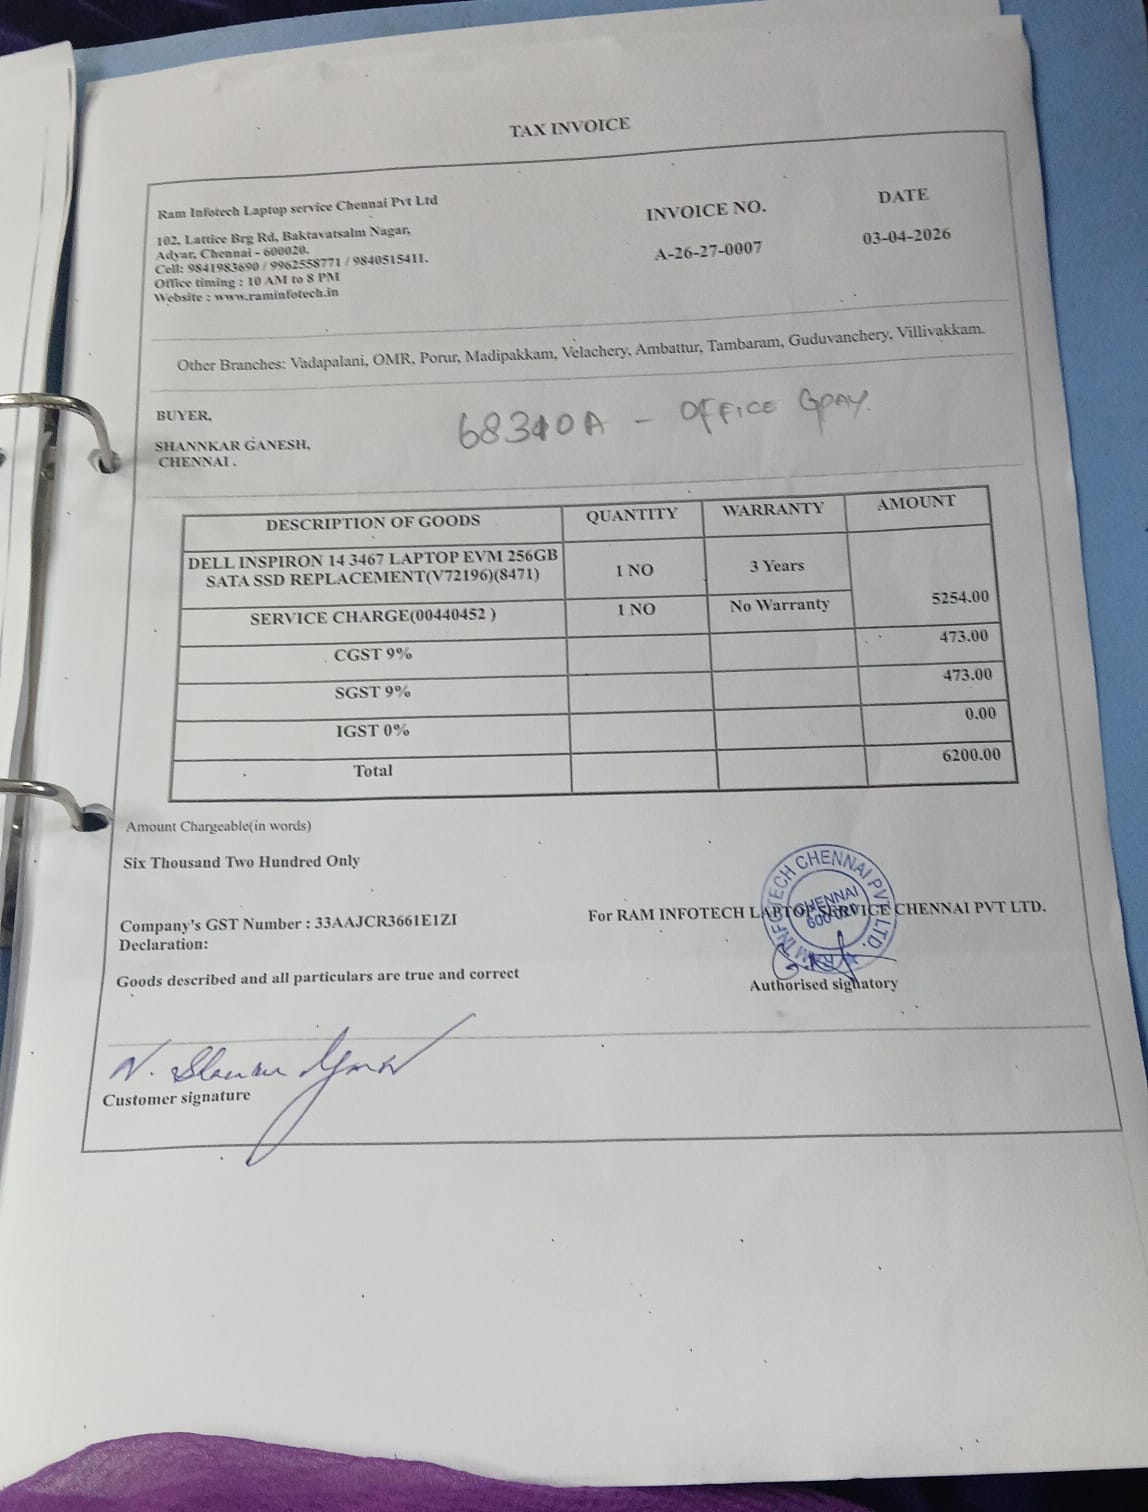 TAX INVOICE
Ram Infotech Laptop service Chennai Pvt Ltd
102, Lattice Brg Rd, Baktavatsalm Nagar,
Adyar, Chennai - 600020.
Cell: 9841983690 / 9962558771 / 9840515411.
Office timing : 10 AM to 8 PM
Website : www.raminfotech.in
INVOICE NO.
A-26-27-0007
DATE
03-04-2026
Other Branches: Vadapalani, OMR, Porur, Madipakkam, Velachery, Ambattur, Tambaram, Guduvanchery, Villivakkam.
BUYER,
SHANNKAR GANESH,
CHENNAI .
- OFFICE GPAY.
DESCRIPTION OF GOODS QUANTITY WARRANTY AMOUNT
DELL INSPIRON 14 3467 LAPTOP EVM 256GB
SATA SSD REPLACEMENT(V72196)(8471) 1 NO 3 Years
SERVICE CHARGE(00440452 ) 1 NO No Warranty 5254.00
CGST 9% 473.00
SGST 9% 473.00
IGST 0% 0.00
Total 6200.00
Amount Chargeable(in words)
Six Thousand Two Hundred Only
Company's GST Number : 33AAJCR3661E1ZI
Declaration:
Goods described and all particulars are true and correct
For RAM INFOTECH LAPTOP SERVICE CHENNAI PVT LTD.
CHENNAI
Authorised signatory
Customer signature